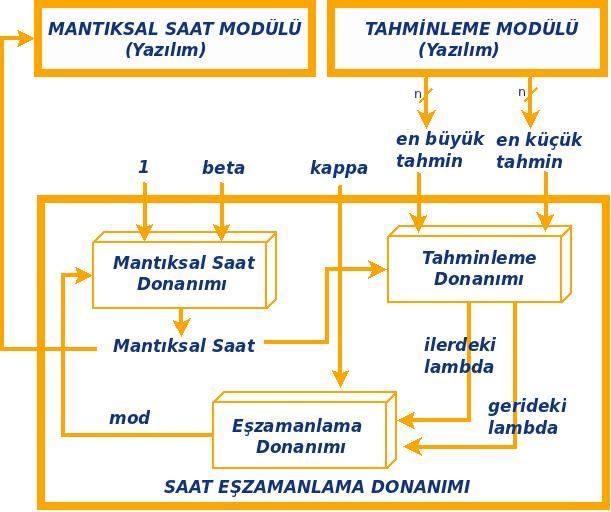 MANTIKSAL SAAT MODÜLÜ
(Yazılım)
TAHMİNLEME MODÜLÜ
(Yazılım)
n
n
en büyük
tahmin
en küçük
tahmin
1
beta
kappa
Mantıksal Saat
Donanımı
Tahminleme
Donanımı
Mantıksal Saat
ilerdeki
lambda
gerideki
lambda
mod
Eşzamanlama
Donanımı
SAAT EŞZAMANLAMA DONANIMI